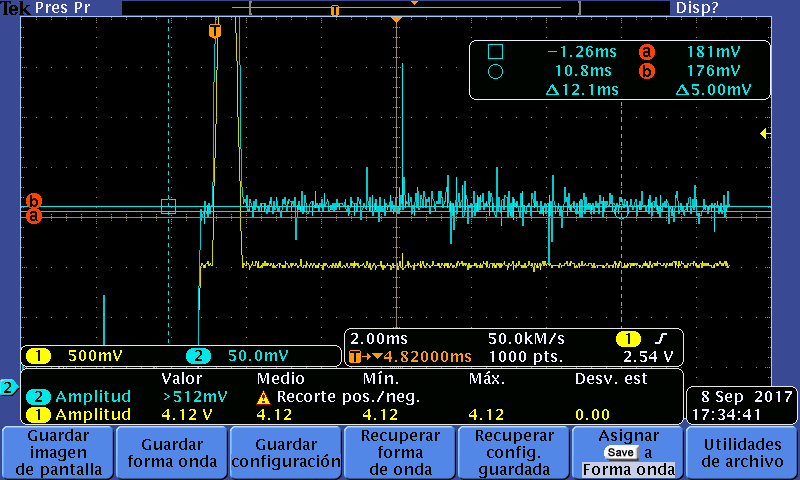 Tek Pres Pr
Disp?
T
T
-1.26ms a 181mV
10.8ms b 176mV
Δ12.1ms Δ5.00mV
b
a
1 500mV 2 50.0mV
2.00ms 50.0kM/s 1
T→▼4.82000ms 1000 pts. 2.54 V
2
Valor Medio Mín. Máx. Desv. est
2 Amplitud >512mV Recorte pos./neg.
1 Amplitud 4.12 V 4.12 4.12 4.12 0.00
8 Sep 2017
17:34:41
Guardar
imagen
de pantalla
Guardar
forma onda
Guardar
configuración
Recuperar
forma
de onda
Recuperar
config.
guardada
Asignar
Save a
Forma onda
Utilidades
de archivo